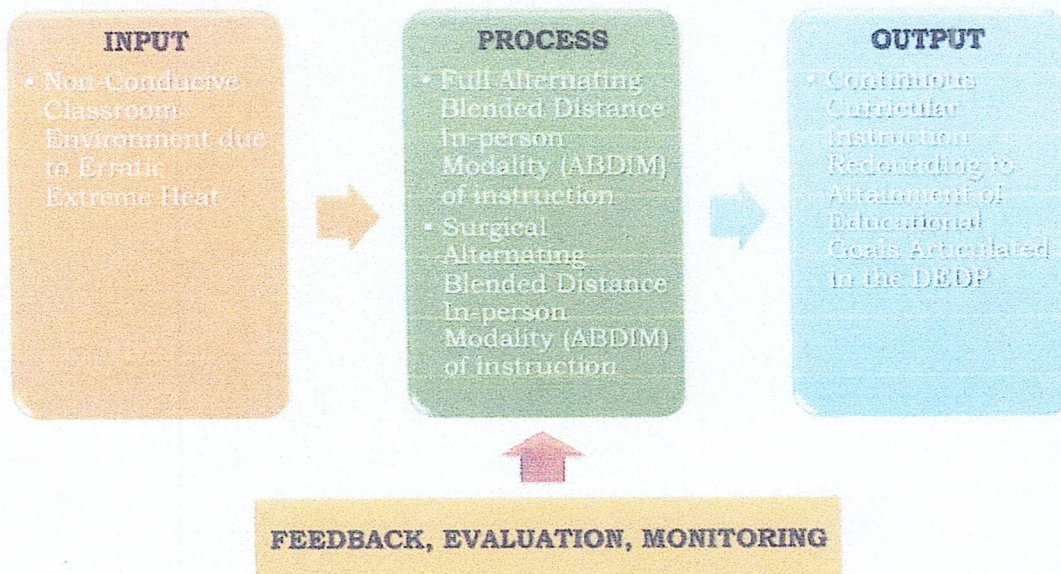 INPUT
• Non-Conducive
Classroom
Environment due
to Erratic
Extreme Heat
PROCESS
• Full Alternating
Blended Distance
In-person
Modality (ABDIM)
of instruction
• Surgical
Alternating
Blended Distance
In-person
Modality (ABDIM)
of instruction
OUTPUT
• Continuous
Curricular
Instruction
Redounding to
Attainment of
Educational
Goals Articulated
in the DEDP
FEEDBACK, EVALUATION, MONITORING